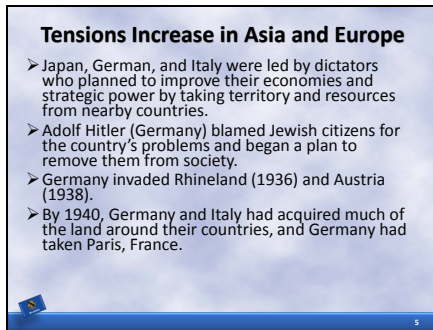 Tensions Increase in Asia and Europe
➢Japan, German, and Italy were led by dictators
who planned to improve their economies and
strategic power by taking territory and resources
from nearby countries.
➢Adolf Hitler (Germany) blamed Jewish citizens for
the country's problems and began a plan to
remove them from society.
➢Germany invaded Rhineland (1936) and Austria
(1938).
➢By 1940, Germany and Italy had acquired much of
the land around their countries, and Germany had
taken Paris, France.
5